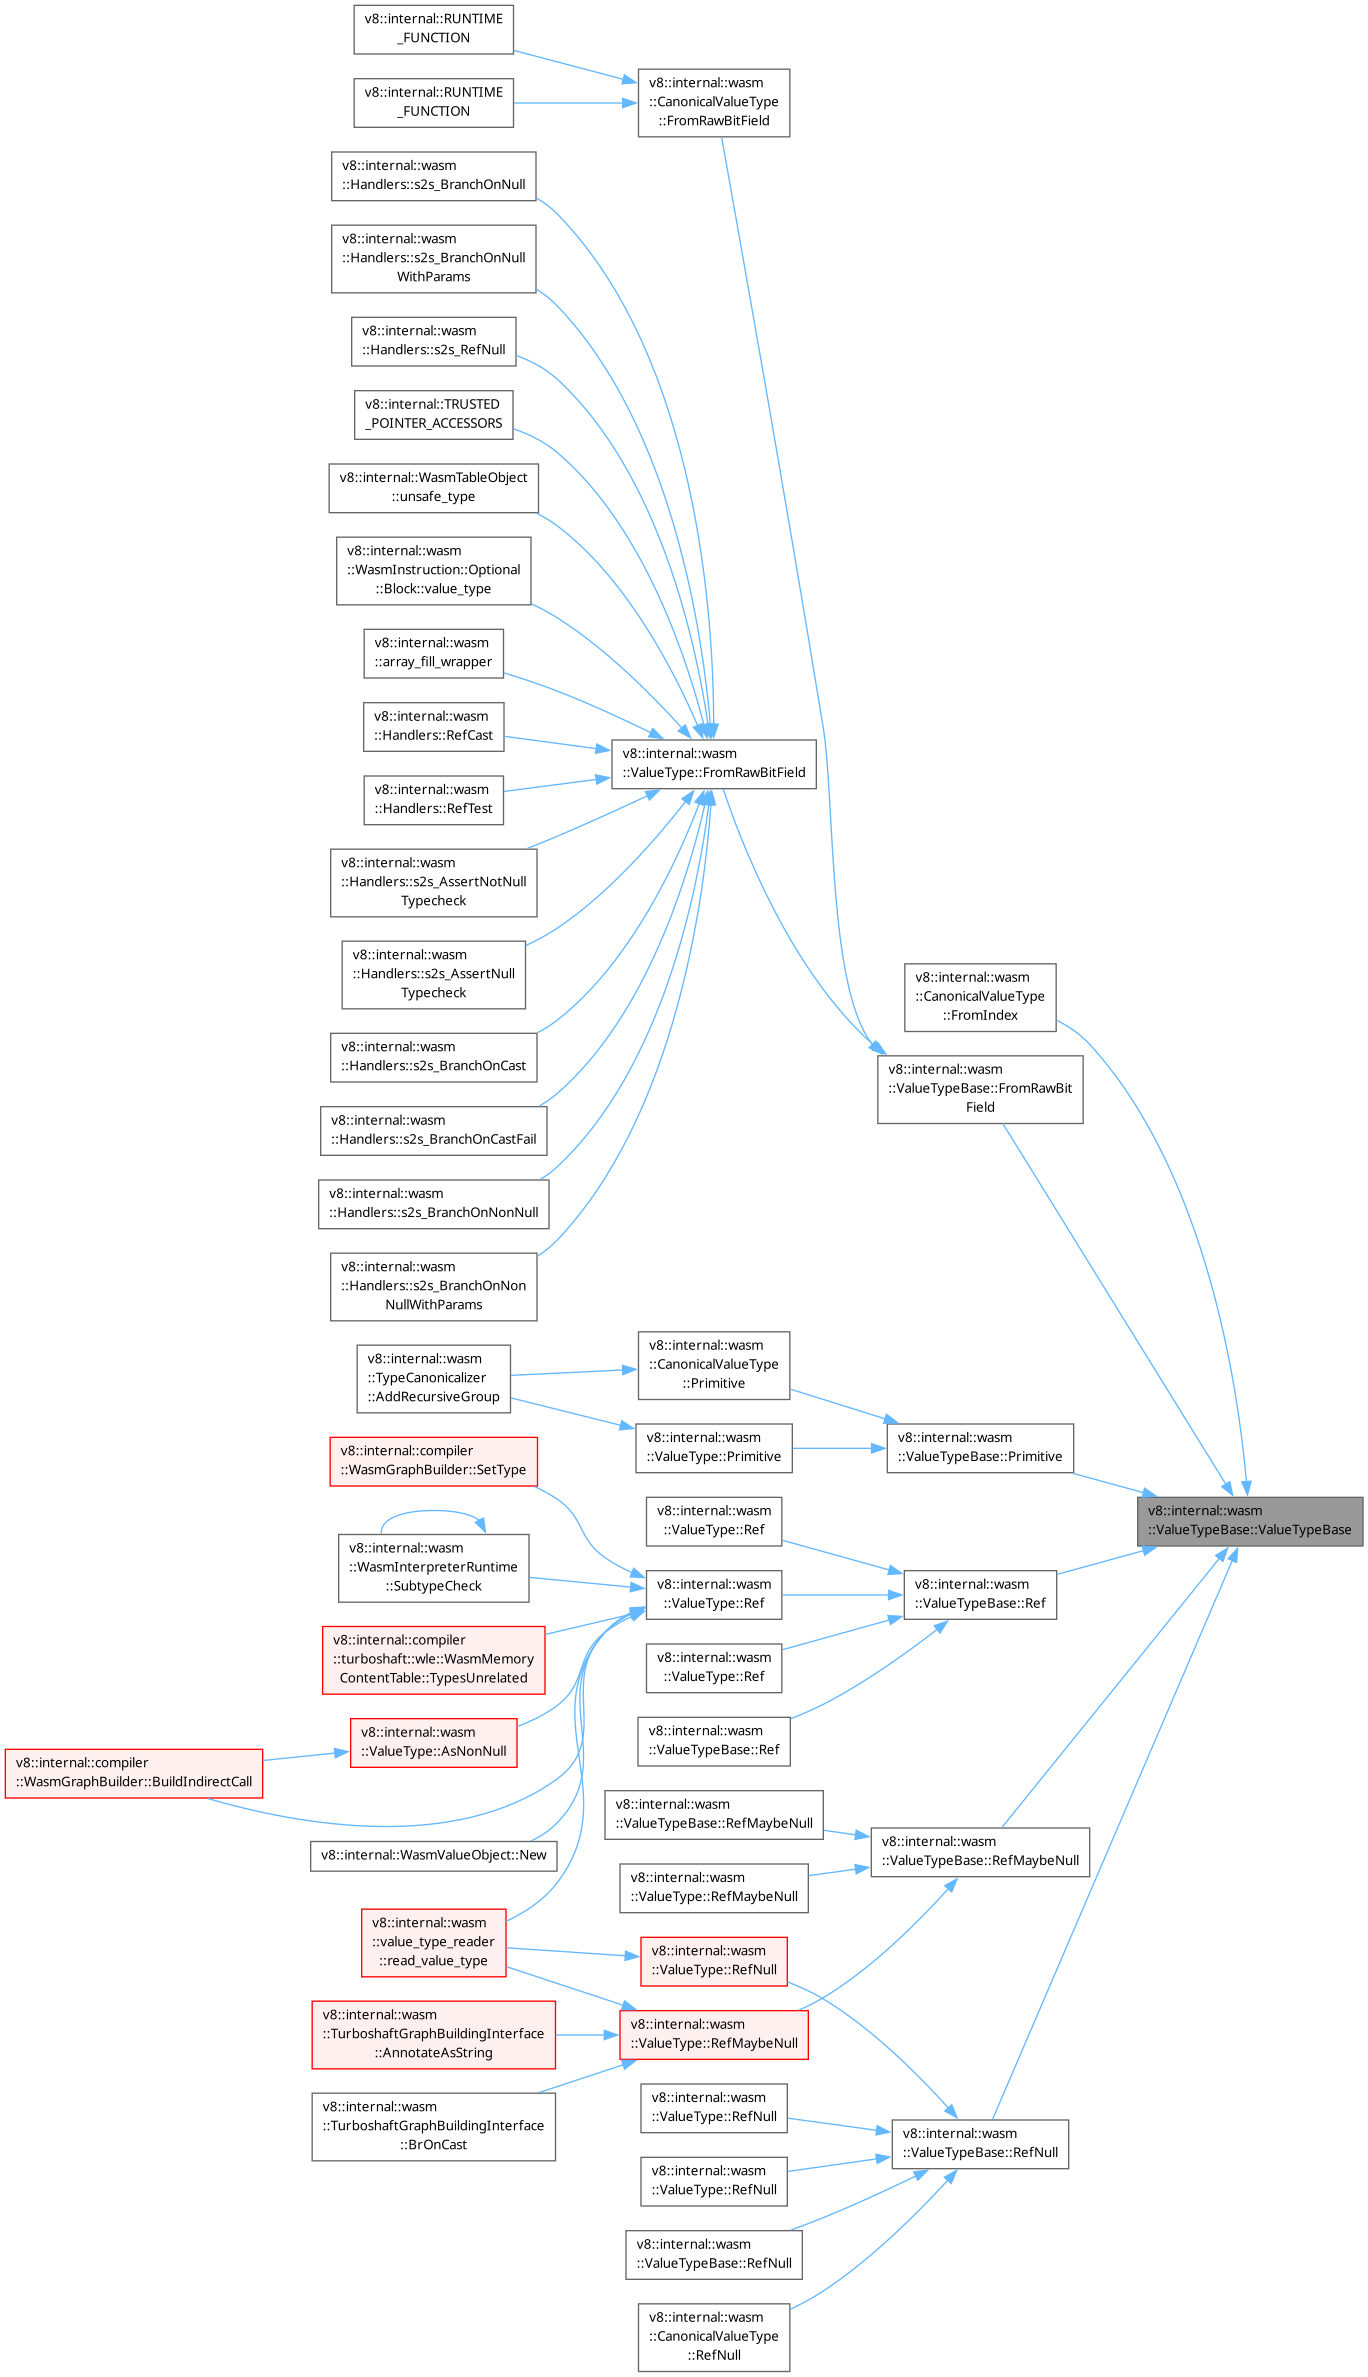 v8::internal::RUNTIME
_FUNCTION
v8::internal::wasm
::CanonicalValueType
::FromRawBitField
v8::internal::RUNTIME
_FUNCTION
v8::internal::wasm
::Handlers::s2s_BranchOnNull
v8::internal::wasm
::Handlers::s2s_BranchOnNull
WithParams
v8::internal::wasm
::Handlers::s2s_RefNull
v8::internal::TRUSTED
_POINTER_ACCESSORS
v8::internal::WasmTableObject
::unsafe_type
v8::internal::wasm
::WasmInstruction::Optional
::Block::value_type
v8::internal::wasm
::array_fill_wrapper
v8::internal::wasm
::Handlers::RefCast
v8::internal::wasm
::ValueType::FromRawBitField
v8::internal::wasm
::Handlers::RefTest
v8::internal::wasm
::Handlers::s2s_AssertNotNull
Typecheck
v8::internal::wasm
::Handlers::s2s_AssertNull
Typecheck
v8::internal::wasm
::CanonicalValueType
::FromIndex
v8::internal::wasm
::Handlers::s2s_BranchOnCast
v8::internal::wasm
::ValueTypeBase::FromRawBit
Field
v8::internal::wasm
::Handlers::s2s_BranchOnCastFail
v8::internal::wasm
::Handlers::s2s_BranchOnNonNull
v8::internal::wasm
::Handlers::s2s_BranchOnNon
NullWithParams
v8::internal::wasm
::CanonicalValueType
::Primitive
v8::internal::wasm
::TypeCanonicalizer
::AddRecursiveGroup
v8::internal::wasm
::ValueType::Primitive
v8::internal::wasm
::ValueTypeBase::Primitive
v8::internal::compiler
::WasmGraphBuilder::SetType
v8::internal::wasm
::ValueType::Ref
v8::internal::wasm
::ValueTypeBase::ValueTypeBase
v8::internal::wasm
::WasmInterpreterRuntime
::SubtypeCheck
v8::internal::wasm
::ValueType::Ref
v8::internal::wasm
::ValueTypeBase::Ref
v8::internal::compiler
::turboshaft::wle::WasmMemory
ContentTable::TypesUnrelated
v8::internal::wasm
::ValueType::Ref
v8::internal::wasm
::ValueType::AsNonNull
v8::internal::wasm
::ValueTypeBase::Ref
v8::internal::compiler
::WasmGraphBuilder::BuildIndirectCall
v8::internal::wasm
::ValueTypeBase::RefMaybeNull
v8::internal::WasmValueObject::New
v8::internal::wasm
::ValueTypeBase::RefMaybeNull
v8::internal::wasm
::ValueType::RefMaybeNull
v8::internal::wasm
::value_type_reader
::read_value_type
v8::internal::wasm
::ValueType::RefNull
v8::internal::wasm
::TurboshaftGraphBuildingInterface
::AnnotateAsString
v8::internal::wasm
::ValueType::RefMaybeNull
v8::internal::wasm
::TurboshaftGraphBuildingInterface
::BrOnCast
v8::internal::wasm
::ValueType::RefNull
v8::internal::wasm
::ValueTypeBase::RefNull
v8::internal::wasm
::ValueType::RefNull
v8::internal::wasm
::ValueTypeBase::RefNull
v8::internal::wasm
::CanonicalValueType
::RefNull